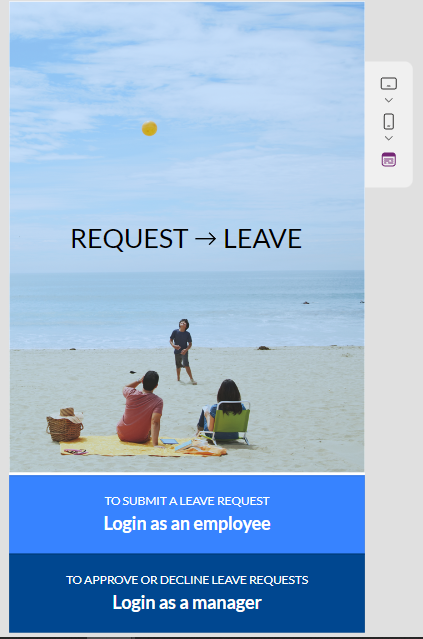 REQUEST → LEAVE
TO SUBMIT A LEAVE REQUEST
Login as an employee
TO APPROVE OR DECLINE LEAVE REQUESTS
Login as a manager